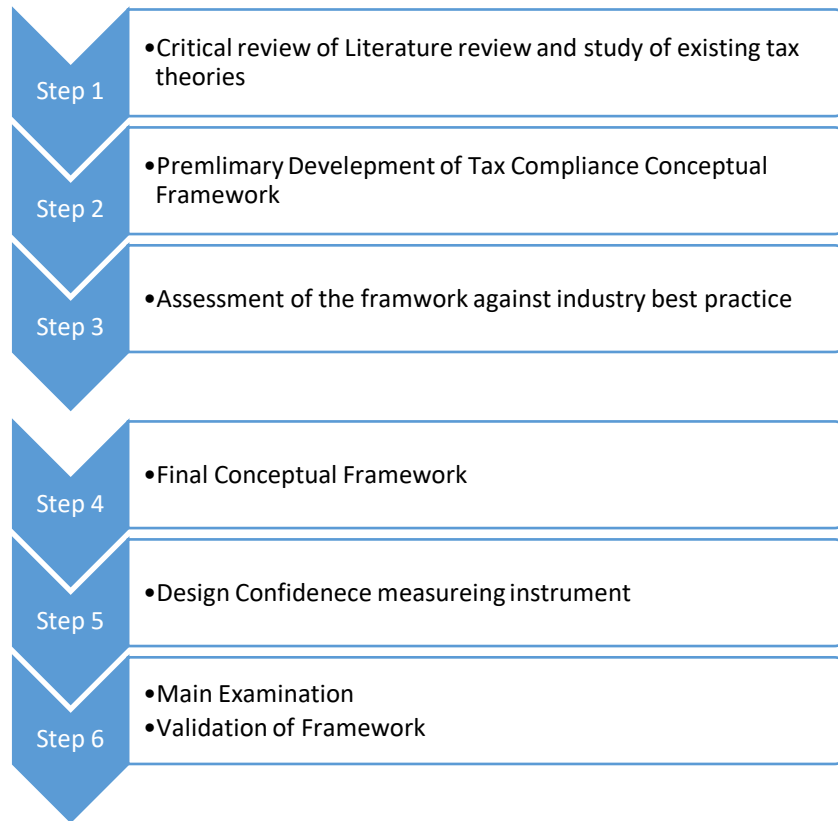 Step 1
•Critical review of Literature review and study of existing tax
theories
Step 2
•Premlimary Develepment of Tax Compliance Conceptual
Framework
Step 3
•Assessment of the framwork against industry best practice
Step 4
•Final Conceptual Framework
Step 5
•Design Confidenece measureing instrument
Step 6
•Main Examination
•Validation of Framework